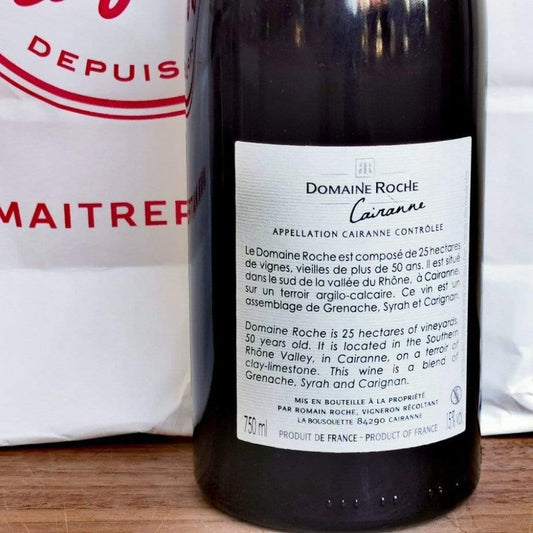 DEPUIS
MAITRE
DOMAINE ROCHE
Cairanne
APPELLATION CAIRANNE CONTRÔLÉE
Le Domaine Roche est composé de 25 hectares
de vignes, vieilles de plus de 50 ans. Il est situé
dans le sud de la vallée du Rhône, à Cairanne,
sur un terroir argilo-calcaire. Ce vin est un
assemblage de Grenache, Syrah et Carignan.
Domaine Roche is 25 hectares of vineyards,
50 years old. It is located in the Southern
Rhône Valley, in Cairanne, on a terroir of
clay-limestone. This wine is a blend of
Grenache, Syrah and Carignan.
MIS EN BOUTEILLE À LA PROPRIÉTÉ
PAR ROMAIN ROCHE, VIGNERON RÉCOLTANT
LA BOUSQUETTE 84290 CAIRANNE
750 ml
15% vol.
PRODUIT DE FRANCE - PRODUCT OF FRANCE